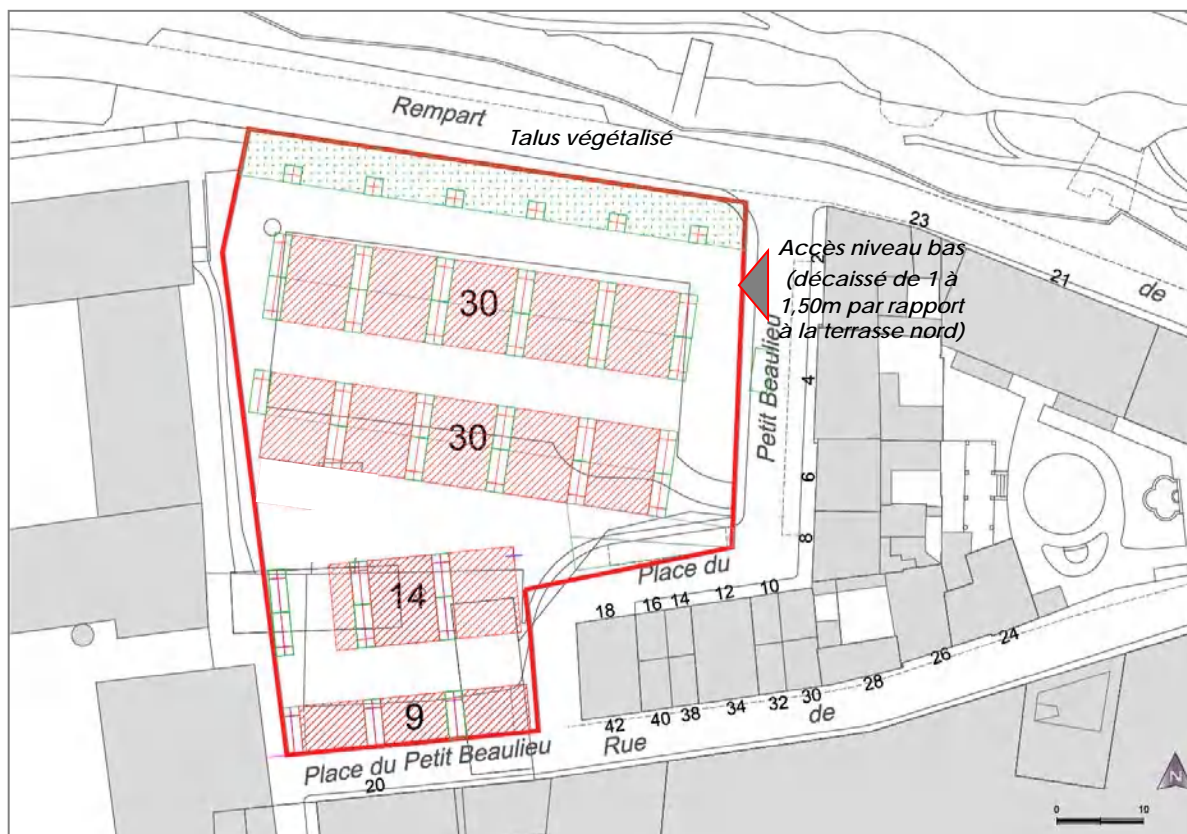 Rempart
Talus végétalisé
23
21
de
2
Accès niveau bas
(décaissé de 1 à
1,50m par rapport
à la terrasse nord)
Petit Beaulieu
30
4
30
6
8
Place du
14
18
16
14
12
10
24
26
28
30
32
34
38
40
42
9
Rue
de
Place du Petit Beaulieu
20
N
0
10